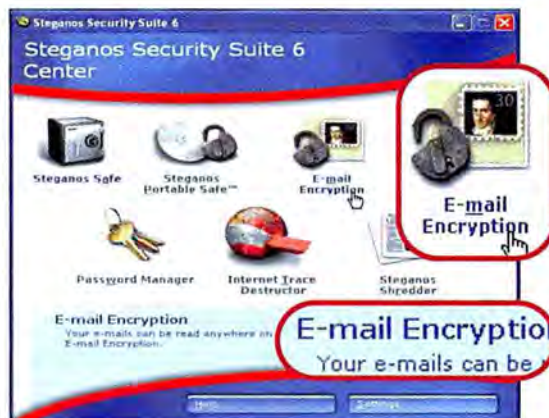 Steganos Security Suite 6
Steganos Security Suite 6
Center
Steganos Safe
Steganos
Portable Safe™
E-mail
Encryption
30
E-mail
Encryption
Password Manager
Internet Trace
Destructor
Steganos
Shredder
E-mail Encryption
Your e-mails can be read anywhere on
E-mail Encryption.
E-mail Encryptio
Your e-mails can be
Help
Settings